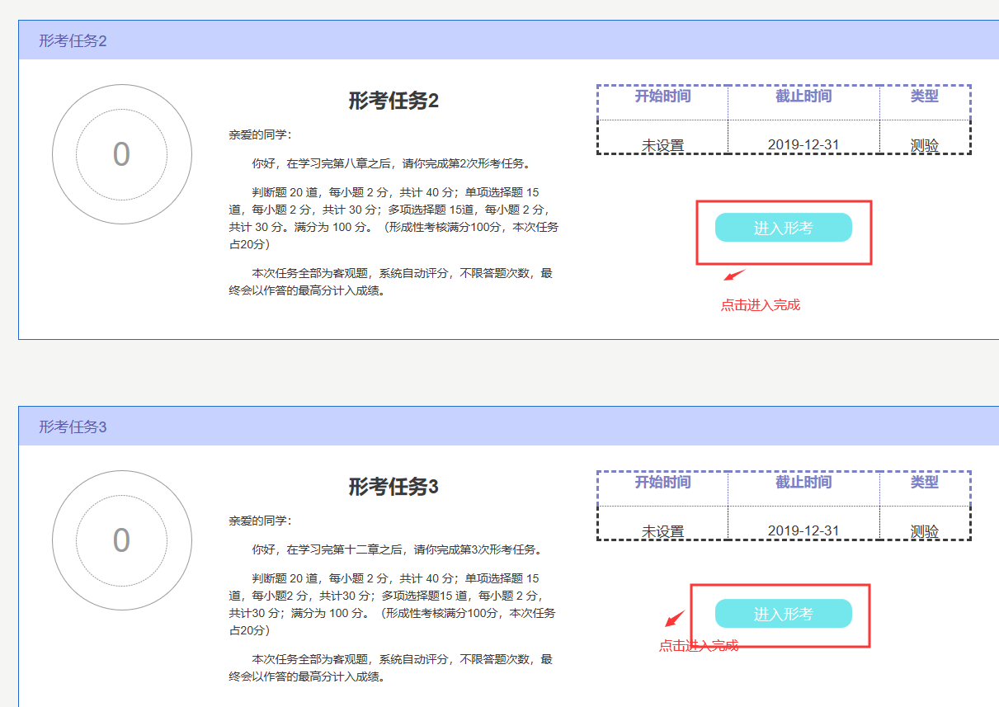 形考任务2
0
形考任务2
亲爱的同学：
你好，在学习完第八章之后，请你完成第2次形考任务。
判断题 20 道，每小题 2 分，共计 40 分；单项选择题 15
道，每小题 2 分，共计 30 分；多项选择题 15道，每小题 2 分，
共计 30 分。满分为 100 分。（形成性考核满分100分，本次任务
占20分）
本次任务全部为客观题，系统自动评分，不限答题次数，最
终会以作答的最高分计入成绩。
开始时间 截止时间 类型
未设置 2019-12-31 测验
进入形考
点击进入完成
形考任务3
0
形考任务3
亲爱的同学：
你好，在学习完第十二章之后，请你完成第3次形考任务。
判断题 20 道，每小题 2 分，共计 40 分；单项选择题 15
道，每小题2 分，共计30 分；多项选择题15 道，每小题 2 分，
共计30 分；满分为 100 分。（形成性考核满分100分，本次任务
占20分）
本次任务全部为客观题，系统自动评分，不限答题次数，最
终会以作答的最高分计入成绩。
开始时间 截止时间 类型
未设置 2019-12-31 测验
进入形考
点击进入完成